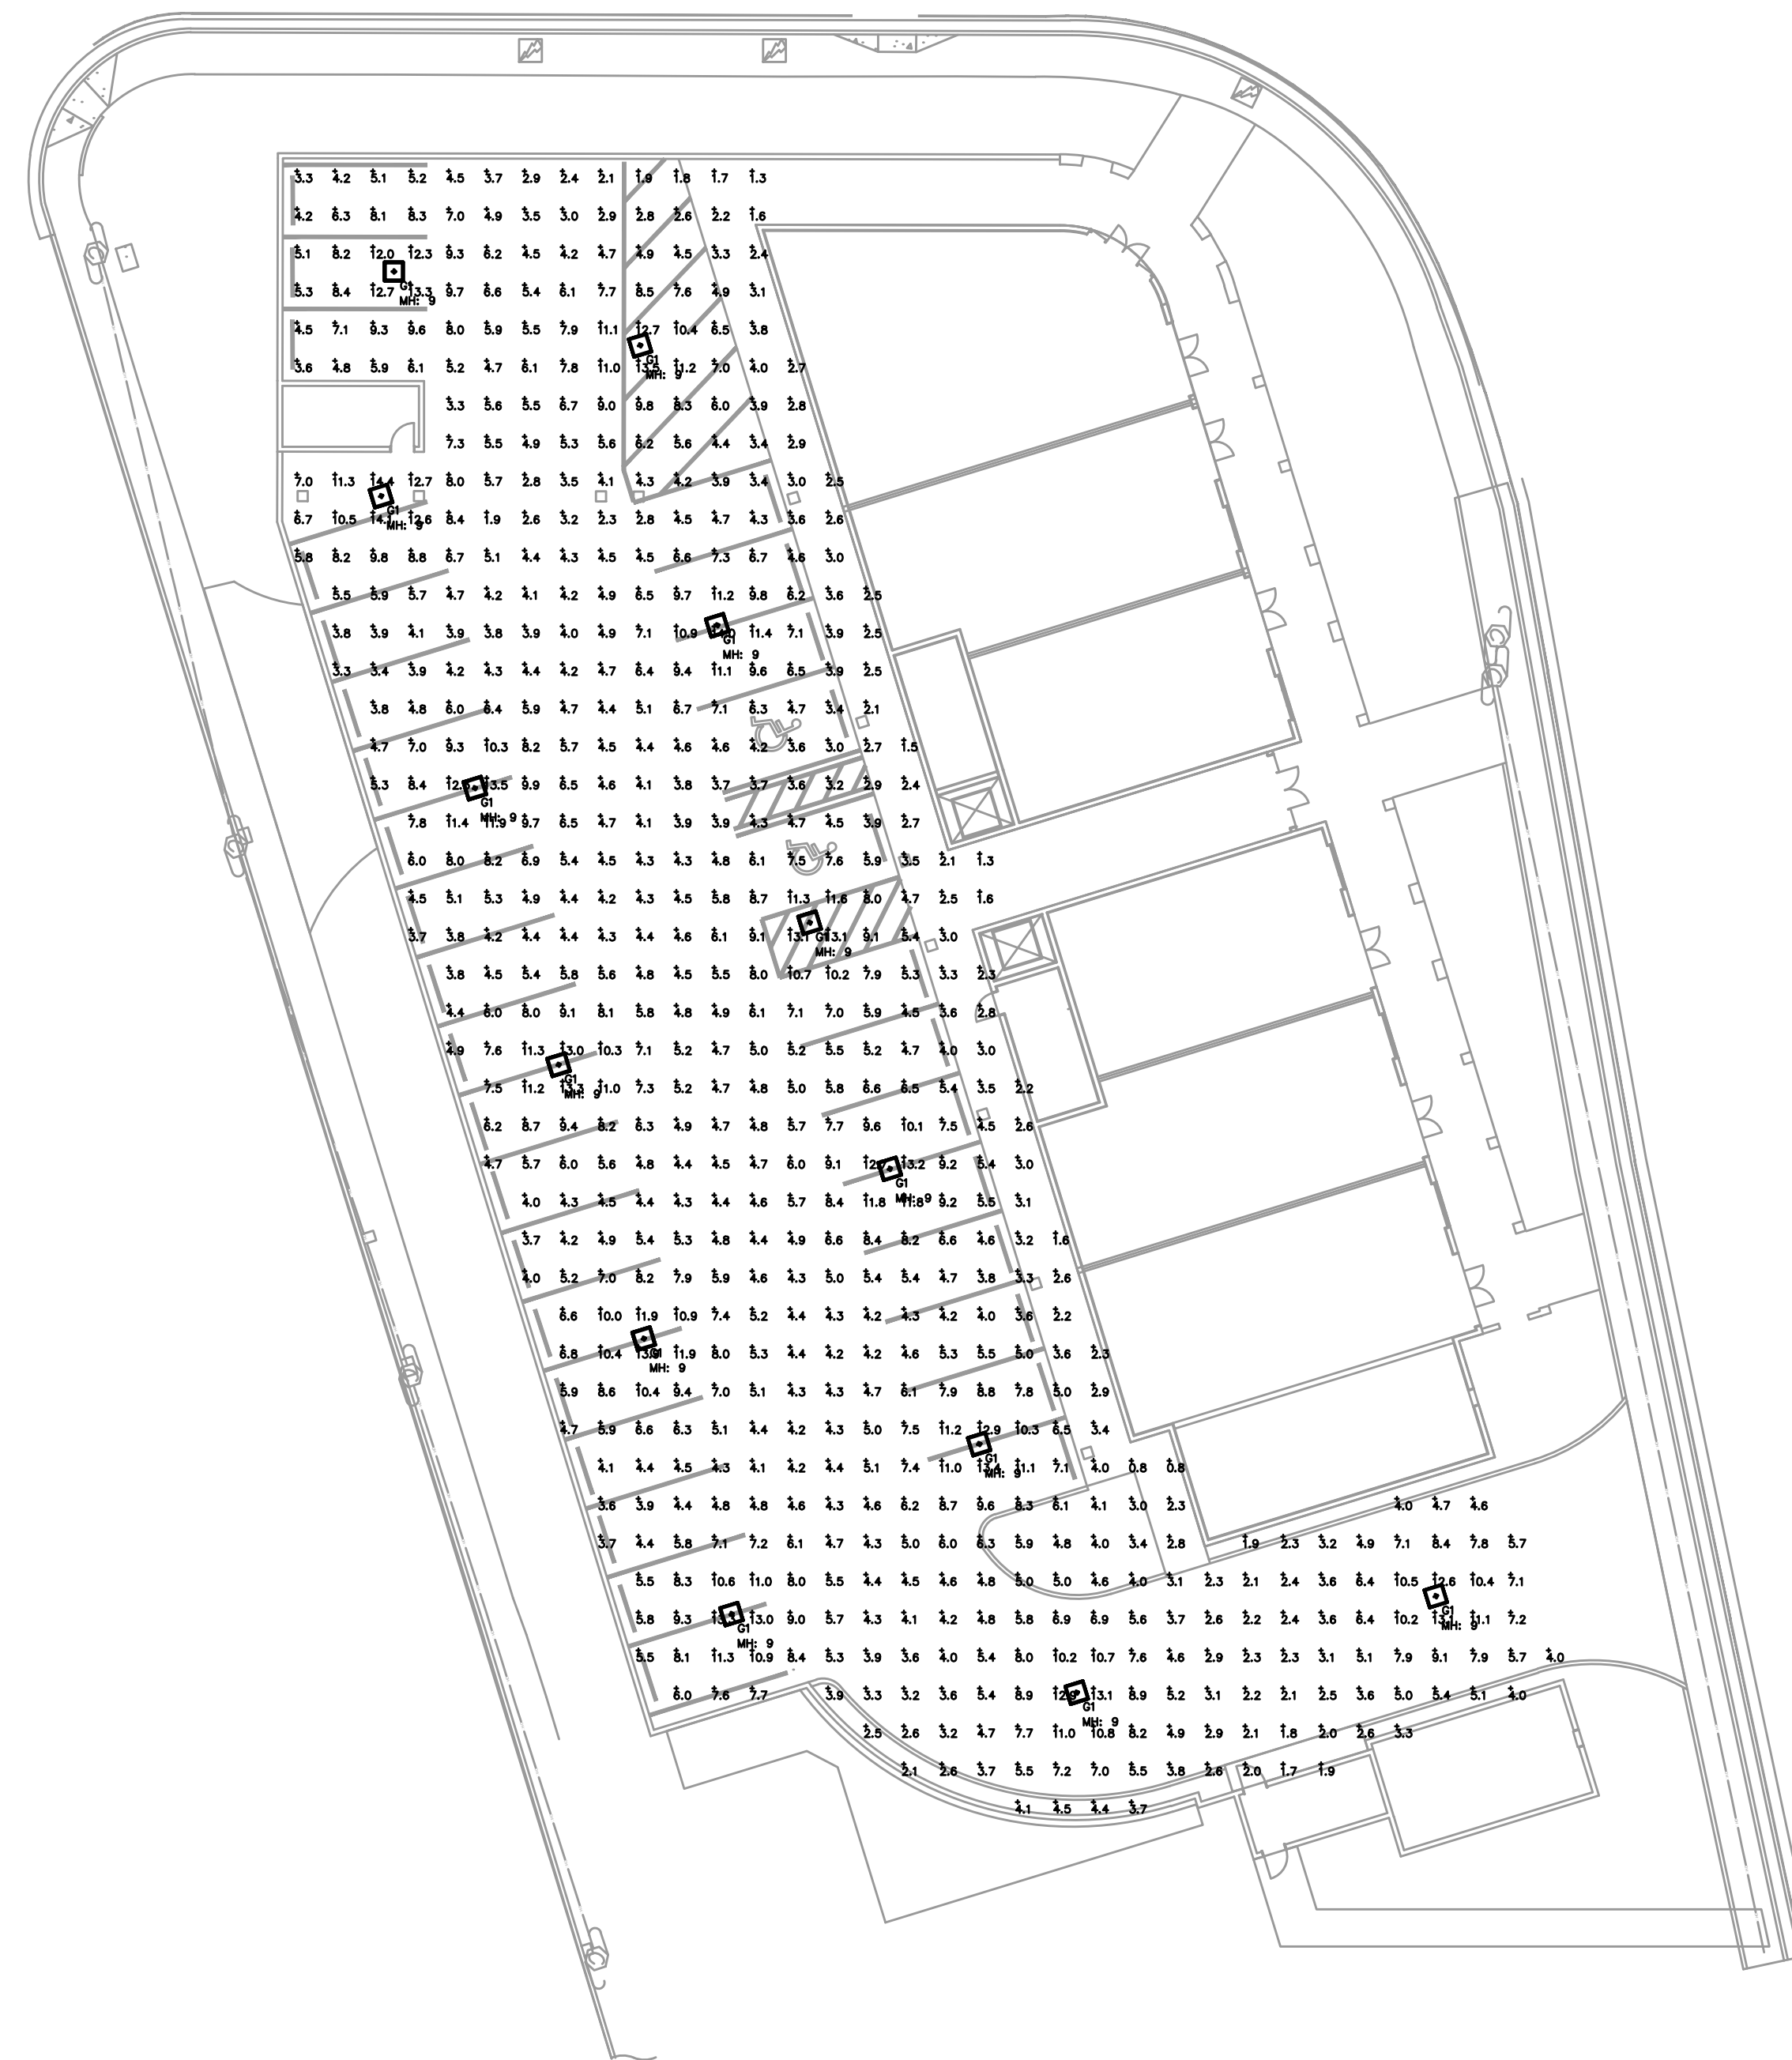 3.3 4.2 5.1 5.2 4.5 3.7 2.9 2.4 2.1 1.9 1.8 1.7 1.3
4.2 6.3 8.1 8.3 7.0 4.9 3.5 3.0 2.9 2.8 2.6 2.2 1.6
5.1 8.2 12.0 12.3 9.3 6.2 4.5 4.2 4.7 4.9 4.5 3.3 2.4
G1
5.3 8.4 12.7 13.3 9.7 6.6 5.4 6.1 7.7 8.5 7.6 4.9 3.1
MH: 9
4.5 7.1 9.3 9.6 8.0 5.9 5.5 7.9 11.1 12.7 10.4 6.5 3.8
G1
3.6 4.8 5.9 6.1 5.2 4.7 6.1 7.8 11.0 13.5 11.2 7.0 4.0 2.7
MH: 9
3.3 5.6 5.5 6.7 9.0 9.8 8.3 6.0 3.9 2.8
7.3 5.5 4.9 5.3 5.6 6.2 5.6 4.4 3.4 2.9
7.0 11.3 14.4 12.7 8.0 5.7 2.8 3.5 4.1 4.3 4.2 3.9 3.4 3.0 2.5
G1
6.7 10.5 14.1 12.6 8.4 1.9 2.6 3.2 2.3 2.8 4.5 4.7 4.3 3.6 2.6
MH: 9
5.8 8.2 9.8 8.8 6.7 5.1 4.4 4.3 4.5 4.5 6.6 7.3 6.7 4.6 3.0
5.5 5.9 5.7 4.7 4.2 4.1 4.2 4.9 6.5 9.7 11.2 9.8 6.2 3.6 2.5
3.8 3.9 4.1 3.9 3.8 3.9 4.0 4.9 7.1 10.9 11.4 7.1 3.9 2.5
G1
MH: 9
3.3 3.4 3.9 4.2 4.3 4.4 4.2 4.7 6.4 9.4 11.1 9.6 6.5 3.9 2.5
3.8 4.8 6.0 6.4 5.9 4.7 4.4 5.1 6.7 7.1 6.3 4.7 3.4 2.1
4.7 7.0 9.3 10.3 8.2 5.7 4.5 4.4 4.6 4.6 4.2 3.6 3.0 2.7 1.5
5.3 8.4 13.5 9.9 6.5 4.6 4.1 3.8 3.7 3.7 3.6 3.2 2.9 2.4
G1
MH: 9
7.8 11.4 11.9 9.7 6.5 4.7 4.1 3.9 3.9 4.3 4.7 4.5 3.9 2.7
6.0 8.0 8.2 6.9 5.4 4.5 4.3 4.3 4.8 6.1 7.5 7.6 5.9 3.5 2.1 1.3
4.5 5.1 5.3 4.9 4.4 4.2 4.3 4.5 5.8 8.7 11.3 11.6 8.0 4.7 2.5 1.6
3.7 3.8 4.2 4.4 4.4 4.3 4.4 4.6 6.1 9.1 13.1 13.1 9.1 5.4 3.0
G1
MH: 9
3.8 4.5 5.4 5.8 5.6 4.8 4.5 5.5 8.0 10.7 10.2 7.9 5.3 3.3 2.3
4.4 6.0 8.0 9.1 8.1 5.8 4.8 4.9 6.1 7.1 7.0 5.9 4.5 3.6 2.8
4.9 7.6 11.3 13.0 10.3 7.1 5.2 4.7 5.0 5.2 5.5 5.2 4.7 4.0 3.0
G1
7.5 11.2 13.3 11.0 7.3 5.2 4.7 4.8 5.0 5.8 6.6 6.5 5.4 3.5 2.2
MH: 9
6.2 8.7 9.4 8.2 6.3 4.9 4.7 4.8 5.7 7.7 9.6 10.1 7.5 4.5 2.6
4.7 5.7 6.0 5.6 4.8 4.4 4.5 4.7 6.0 9.1 13.2 9.2 5.4 3.0
G1
MH: 9
4.0 4.3 4.5 4.4 4.3 4.4 4.6 5.7 8.4 11.8 11.8 9.2 5.5 3.1
3.7 4.2 4.9 5.4 5.3 4.8 4.4 4.9 6.6 8.4 8.2 6.6 4.6 3.2 1.6
4.0 5.2 7.0 8.2 7.9 5.9 4.6 4.3 5.0 5.4 5.4 4.7 3.8 3.3 2.6
6.6 10.0 11.9 10.9 7.4 5.2 4.4 4.3 4.2 4.3 4.2 4.0 3.6 2.2
6.8 10.4 11.9 8.0 5.3 4.4 4.2 4.2 4.6 5.3 5.5 5.0 3.6 2.3
G1
MH: 9
5.9 8.6 10.4 9.4 7.0 5.1 4.3 4.3 4.7 6.1 7.9 8.8 7.8 5.0 2.9
4.7 5.9 6.6 6.3 5.1 4.4 4.2 4.3 5.0 7.5 11.2 12.9 10.3 6.5 3.4
G1
4.1 4.4 4.5 4.3 4.1 4.2 4.4 5.1 7.4 11.0 13.4 11.1 7.1 4.0 0.8 0.8
MH: 9
3.6 3.9 4.4 4.8 4.8 4.6 4.3 4.6 6.2 8.7 9.6 8.3 6.1 4.1 3.0 2.3 4.0 4.7 4.6
3.7 4.4 5.8 7.1 7.2 6.1 4.7 4.3 5.0 6.0 6.3 5.9 4.8 4.0 3.4 2.8 1.9 2.3 3.2 4.9 7.1 8.4 7.8 5.7
5.5 8.3 10.6 11.0 8.0 5.5 4.4 4.5 4.6 4.8 5.0 5.0 4.6 4.0 3.1 2.3 2.1 2.4 3.6 6.4 10.5 12.6 10.4 7.1
G1
5.8 9.3 13.0 9.0 5.7 4.3 4.1 4.2 4.8 5.8 6.9 6.9 5.6 3.7 2.6 2.2 2.4 3.6 6.4 10.2 13.1 11.1 7.2
MH: 9
G1
MH: 9
5.5 8.1 11.3 10.9 8.4 5.3 3.9 3.6 4.0 5.4 8.0 10.2 10.7 7.6 4.6 2.9 2.3 2.3 3.1 5.1 7.9 9.1 7.9 5.7 4.0
6.0 7.6 7.7 3.9 3.3 3.2 3.6 5.4 8.9 13.1 8.9 5.2 3.1 2.2 2.1 2.5 3.6 5.0 5.4 5.1 4.0
G1
MH: 9
2.5 2.6 3.2 4.7 7.7 11.0 10.8 8.2 4.9 2.9 2.1 1.8 2.0 2.6 3.3
2.1 2.6 3.7 5.5 7.2 7.0 5.5 3.8 2.6 2.0 1.7 1.9
4.1 4.5 4.4 3.7